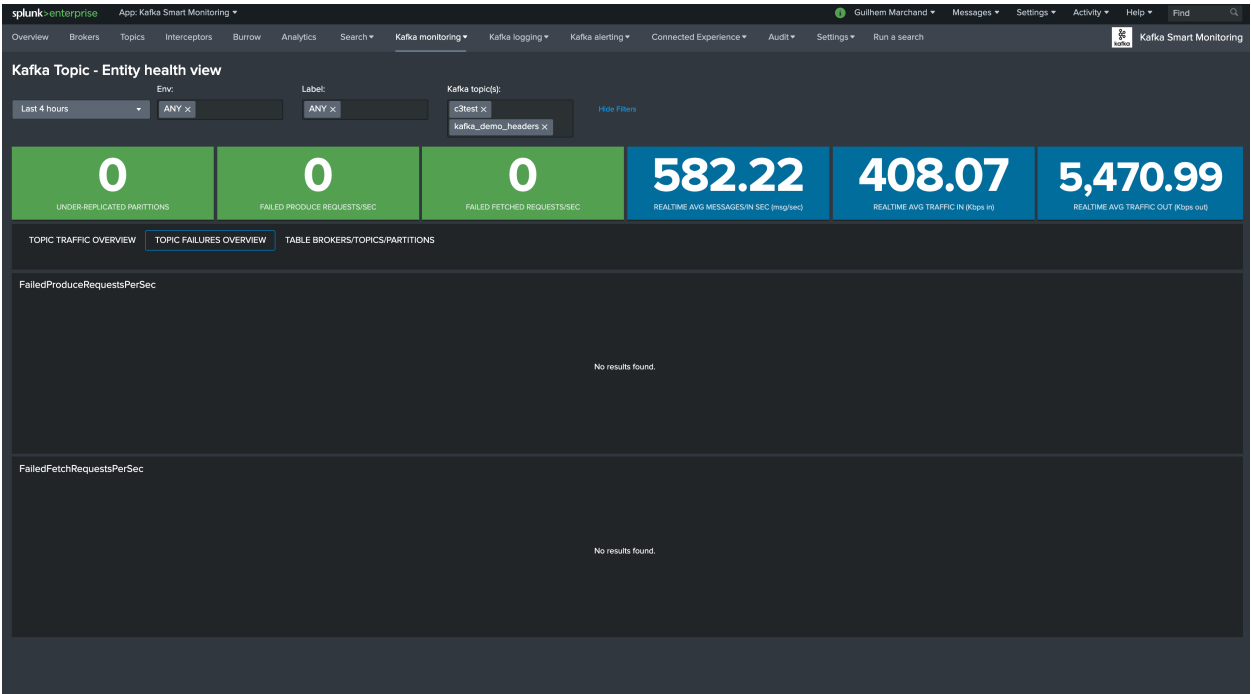 splunk>enterprise App: Kafka Smart Monitoring Guilhem Marchand Messages Settings Activity Help Find
Overview Brokers Topics Interceptors Burrow Analytics Search Kafka monitoring Kafka logging Kafka alerting Connected Experience Audit Settings Run a search kafka Kafka Smart Monitoring
Kafka Topic - Entity health view
Env: Label: Kafka topic(s):
Last 4 hours ANY × ANY × c3test × Hide Filters
kafka_demo_headers ×
0 0 0 582.22 408.07 5,470.99
UNDER-REPLICATED PARITTIONS FAILED PRODUCE REQUESTS/SEC FAILED FETCHED REQUESTS/SEC REALTIME AVG MESSAGES/IN SEC (msg/sec) REALTIME AVG TRAFFIC IN (Kbps in) REALTIME AVG TRAFFIC OUT (Kbps out)
TOPIC TRAFFIC OVERVIEW TOPIC FAILURES OVERVIEW TABLE BROKERS/TOPICS/PARTITIONS
FailedProduceRequestsPerSec
No results found.
FailedFetchRequestsPerSec
No results found.